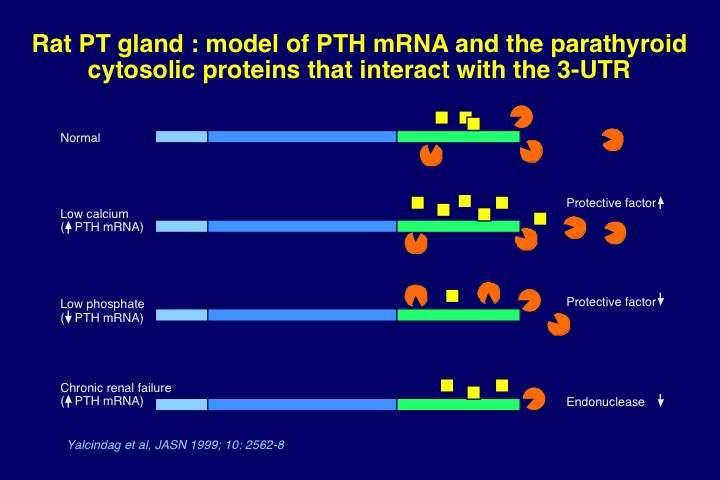 Rat PT gland : model of PTH mRNA and the parathyroid
cytosolic proteins that interact with the 3-UTR
Normal
Low calcium
(↑ PTH mRNA)
Protective factor ↑
Low phosphate
(↓ PTH mRNA)
Protective factor ↓
Chronic renal failure
(↑ PTH mRNA)
Endonuclease ↓
Yalcindag et al, JASN 1999; 10: 2562-8